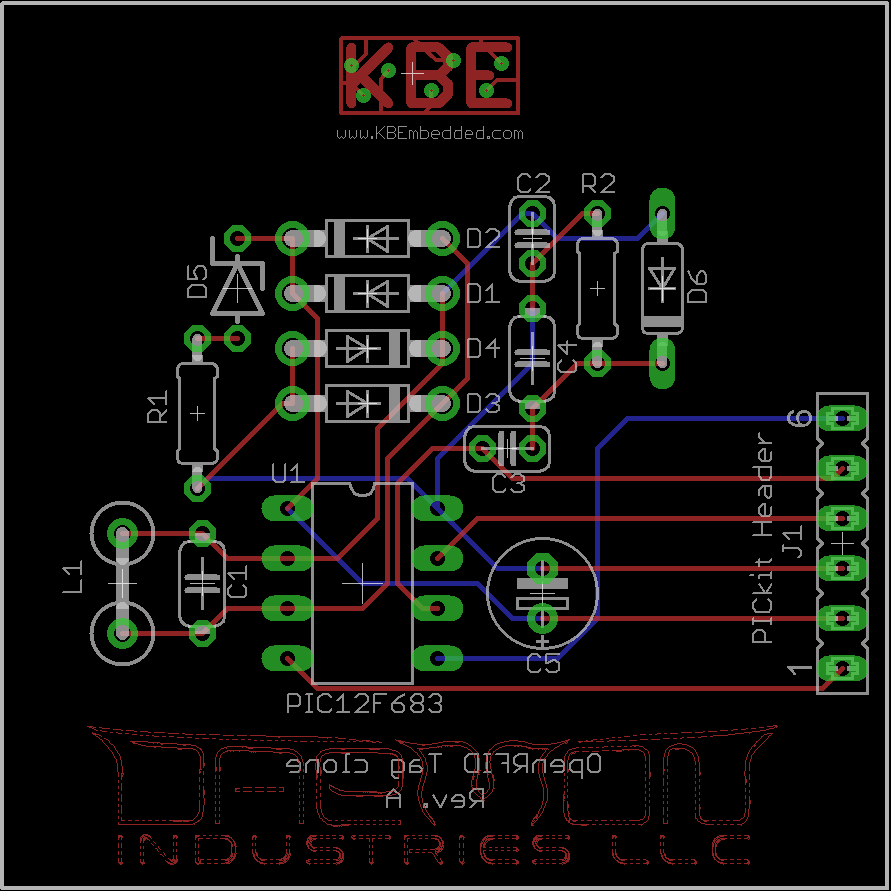 KBE
www.KBEmbedded.com
C2 R2
D2
D5
D1
D6
D4
C4
R1
D3
6
U1
C3
PICkit Header
J1
L1
C1
1
C5
PIC12F683
OpenRFID Tag clone
Rev. A
INDUSTRIES LLC